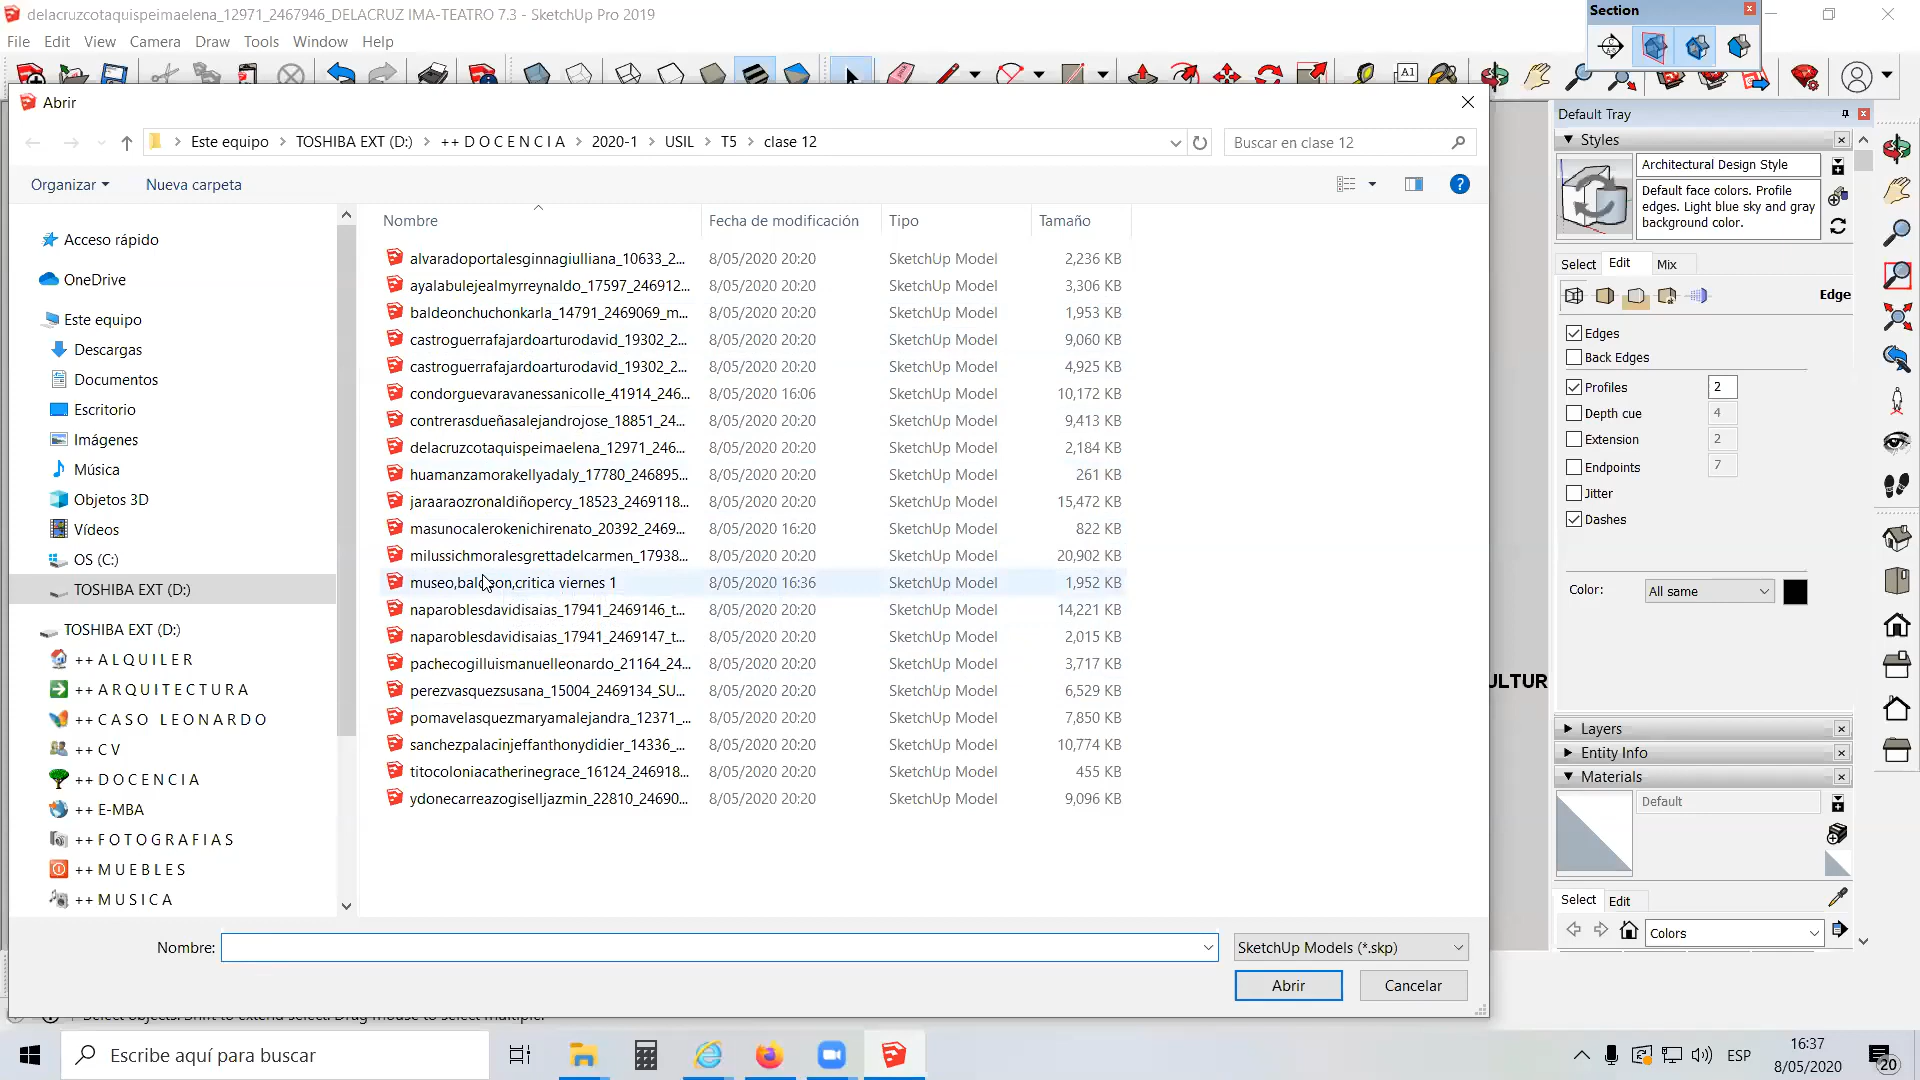 delacruzcotaquispeimaelena_12971_2467946_DELACRUZ IMA-TEATRO 7.3 - SketchUp Pro 2019
Section
File Edit View Camera Draw Tools Window Help
Abrir
Este equipo > TOSHIBA EXT (D:) > ++ D O C E N C I A > 2020-1 > USIL > T5 > clase 12
Buscar en clase 12
Organizar
Nueva carpeta
Nombre Fecha de modificación Tipo Tamaño
alvaradoportalesginnagiulliana_10633_2... 8/05/2020 20:20 SketchUp Model 2,236 KB
ayalabulejealmyrreynaldo_17597_246912... 8/05/2020 20:20 SketchUp Model 3,306 KB
baldeonchuchonkarla_14791_2469069_m... 8/05/2020 20:20 SketchUp Model 1,953 KB
castroguerrafajardoarturodavid_19302_2... 8/05/2020 20:20 SketchUp Model 9,060 KB
castroguerrafajardoarturodavid_19302_2... 8/05/2020 20:20 SketchUp Model 4,925 KB
condorguevaravanessanicolle_41914_246... 8/05/2020 16:06 SketchUp Model 10,172 KB
contrerasdueñasalejandrojose_18851_24... 8/05/2020 20:20 SketchUp Model 9,413 KB
delacruzcotaquispeimaelena_12971_246... 8/05/2020 20:20 SketchUp Model 2,184 KB
huamanzamorakellyadaly_17780_246895... 8/05/2020 20:20 SketchUp Model 261 KB
jaraaraozronaldiñopercy_18523_2469118... 8/05/2020 20:20 SketchUp Model 15,472 KB
masunocalerokenichirenato_20392_2469... 8/05/2020 16:20 SketchUp Model 822 KB
milussichmoralesgrettadelcarmen_17938... 8/05/2020 20:20 SketchUp Model 20,902 KB
museo,baldeon,critica viernes 1 8/05/2020 16:36 SketchUp Model 1,952 KB
naparoblesdavidisaias_17941_2469146_t... 8/05/2020 20:20 SketchUp Model 14,221 KB
naparoblesdavidisaias_17941_2469147_t... 8/05/2020 20:20 SketchUp Model 2,015 KB
pachecogilluismanuelleonardo_21164_24... 8/05/2020 20:20 SketchUp Model 3,717 KB
perezvasquezsusana_15004_2469134_SU... 8/05/2020 20:20 SketchUp Model 6,529 KB
pomavelasquezmaryamalejandra_12371_... 8/05/2020 20:20 SketchUp Model 7,850 KB
sanchezpalacinjeffanthonydidier_14336_... 8/05/2020 20:20 SketchUp Model 10,774 KB
titocoloniacatherinegrace_16124_246918... 8/05/2020 20:20 SketchUp Model 455 KB
ydonecarreazogiselljazmin_22810_24690... 8/05/2020 20:20 SketchUp Model 9,096 KB
Acceso rápido
OneDrive
Este equipo
Descargas
Documentos
Escritorio
Imágenes
Música
Objetos 3D
Vídeos
OS (C:)
TOSHIBA EXT (D:)
TOSHIBA EXT (D:)
++ A L Q U I L E R
++ A R Q U I T E C T U R A
++ C A S O L E O N A R D O
++ C V
++ D O C E N C I A
++ E-MBA
++ F O T O G R A F I A S
++ M U E B L E S
++ M U S I C A
Nombre:
SketchUp Models (*.skp)
Abrir
Cancelar
Default Tray
Styles
Architectural Design Style
Default face colors. Profile
edges. Light blue sky and gray
background color.
Select Edit Mix
Edge
Edges
Back Edges
Profiles 2
Depth cue 4
Extension 2
Endpoints 7
Jitter
Dashes
Color: All same
ULTUR
Layers
Entity Info
Materials
Default
Select Edit
Colors
Select objects. Shift to extend select. Drag mouse to select multiple.
Escribe aquí para buscar
ESP
16:37
8/05/2020
20